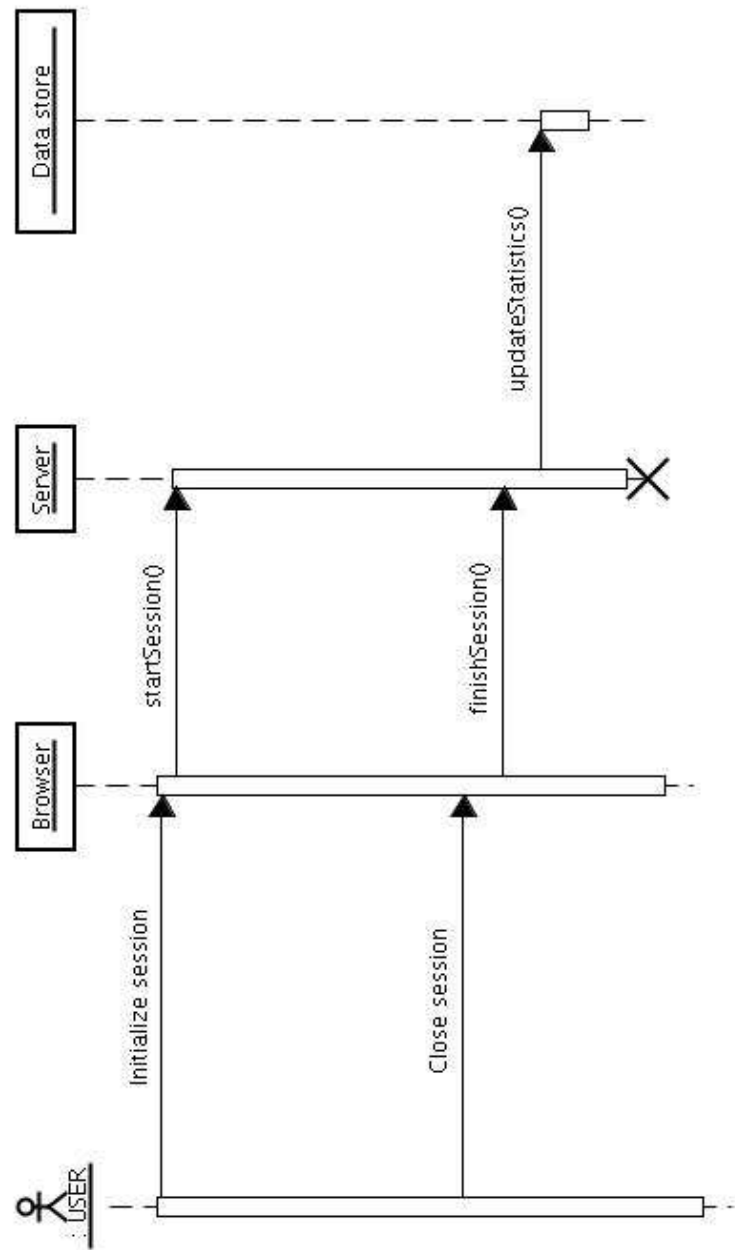 : USER
Browser
Server
Data store
Initialize session
startSession()
Close session
finishSession()
updateStatistics()